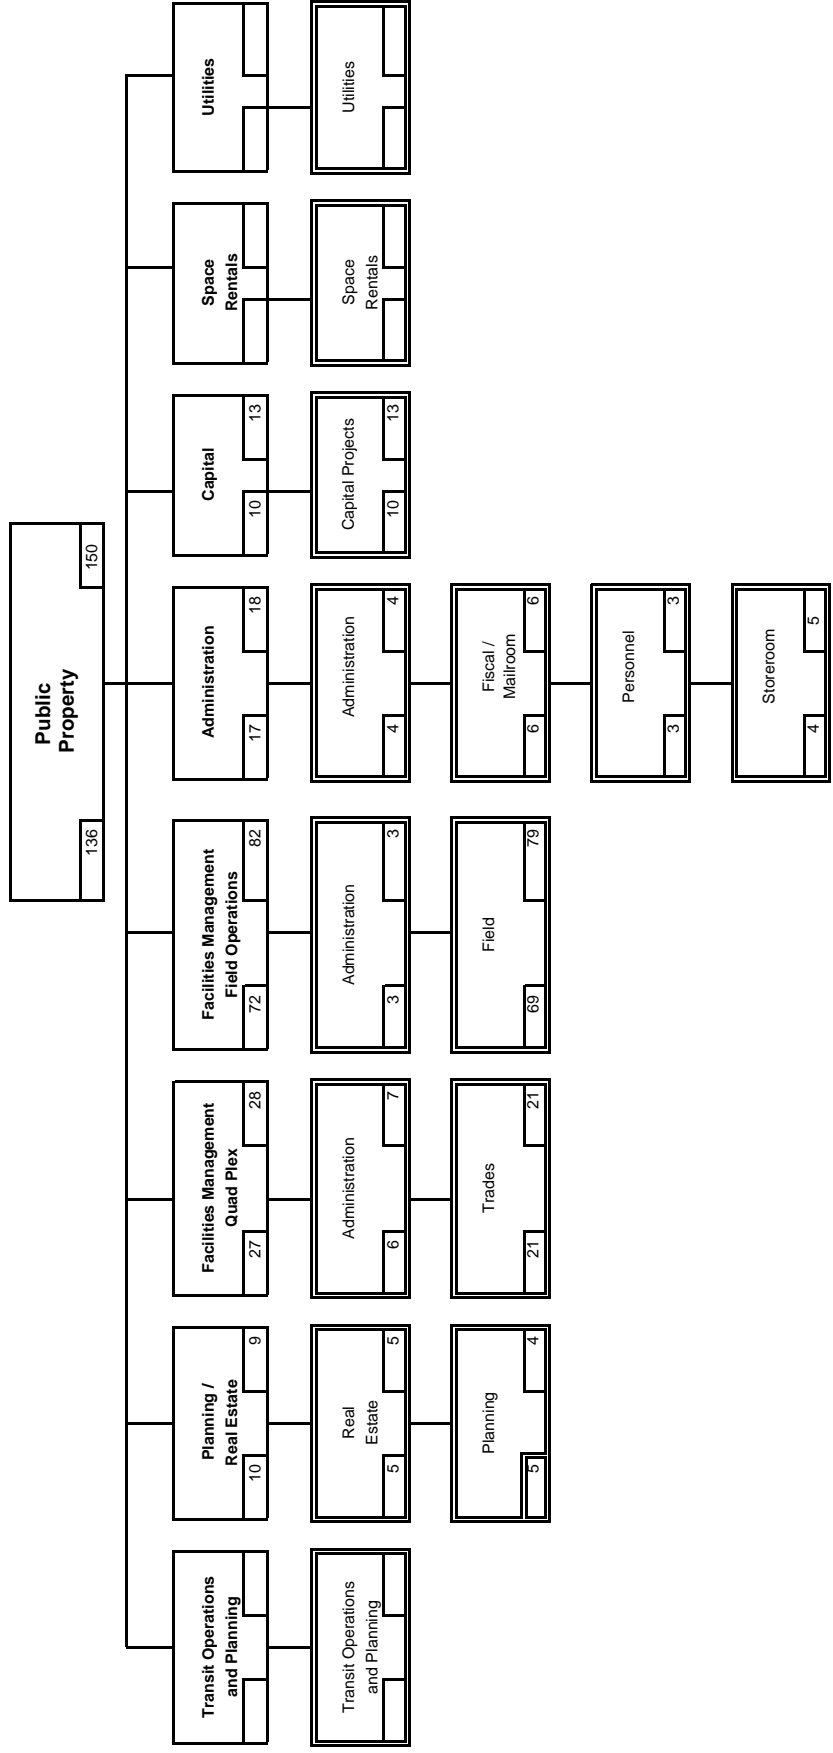 Public
Property
136
150
Transit Operations
and Planning
Planning /
Real Estate
10
9
Facilities Management
Quad Plex
27
28
Facilities Management
Field Operations
72
82
Administration
17
18
Capital
10
13
Space
Rentals
Utilities
Transit Operations
and Planning
Real
Estate
5
5
Administration
6
7
Administration
3
3
Administration
4
4
Capital Projects
10
13
Space
Rentals
Utilities
Planning
5
4
Trades
21
21
Field
69
79
Fiscal /
Mailroom
6
6
Personnel
3
3
Storeroom
4
5